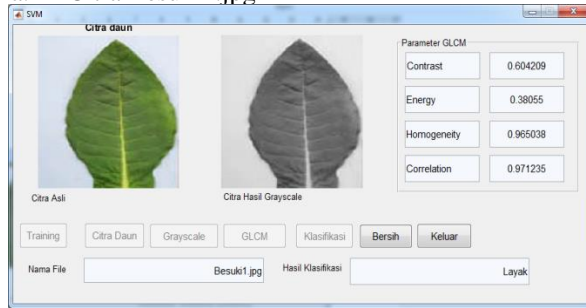 .jpg
SVM
Citra daun
Parameter GLCM
Contrast 0.604209
Energy 0.38055
Homogeneity 0.965038
Correlation 0.971235
Citra Asli
Citra Hasil Grayscale
Training Citra Daun Grayscale GLCM Klasifikasi Bersih Keluar
Nama File Besuki1.jpg Hasil Klasifikasi Layak